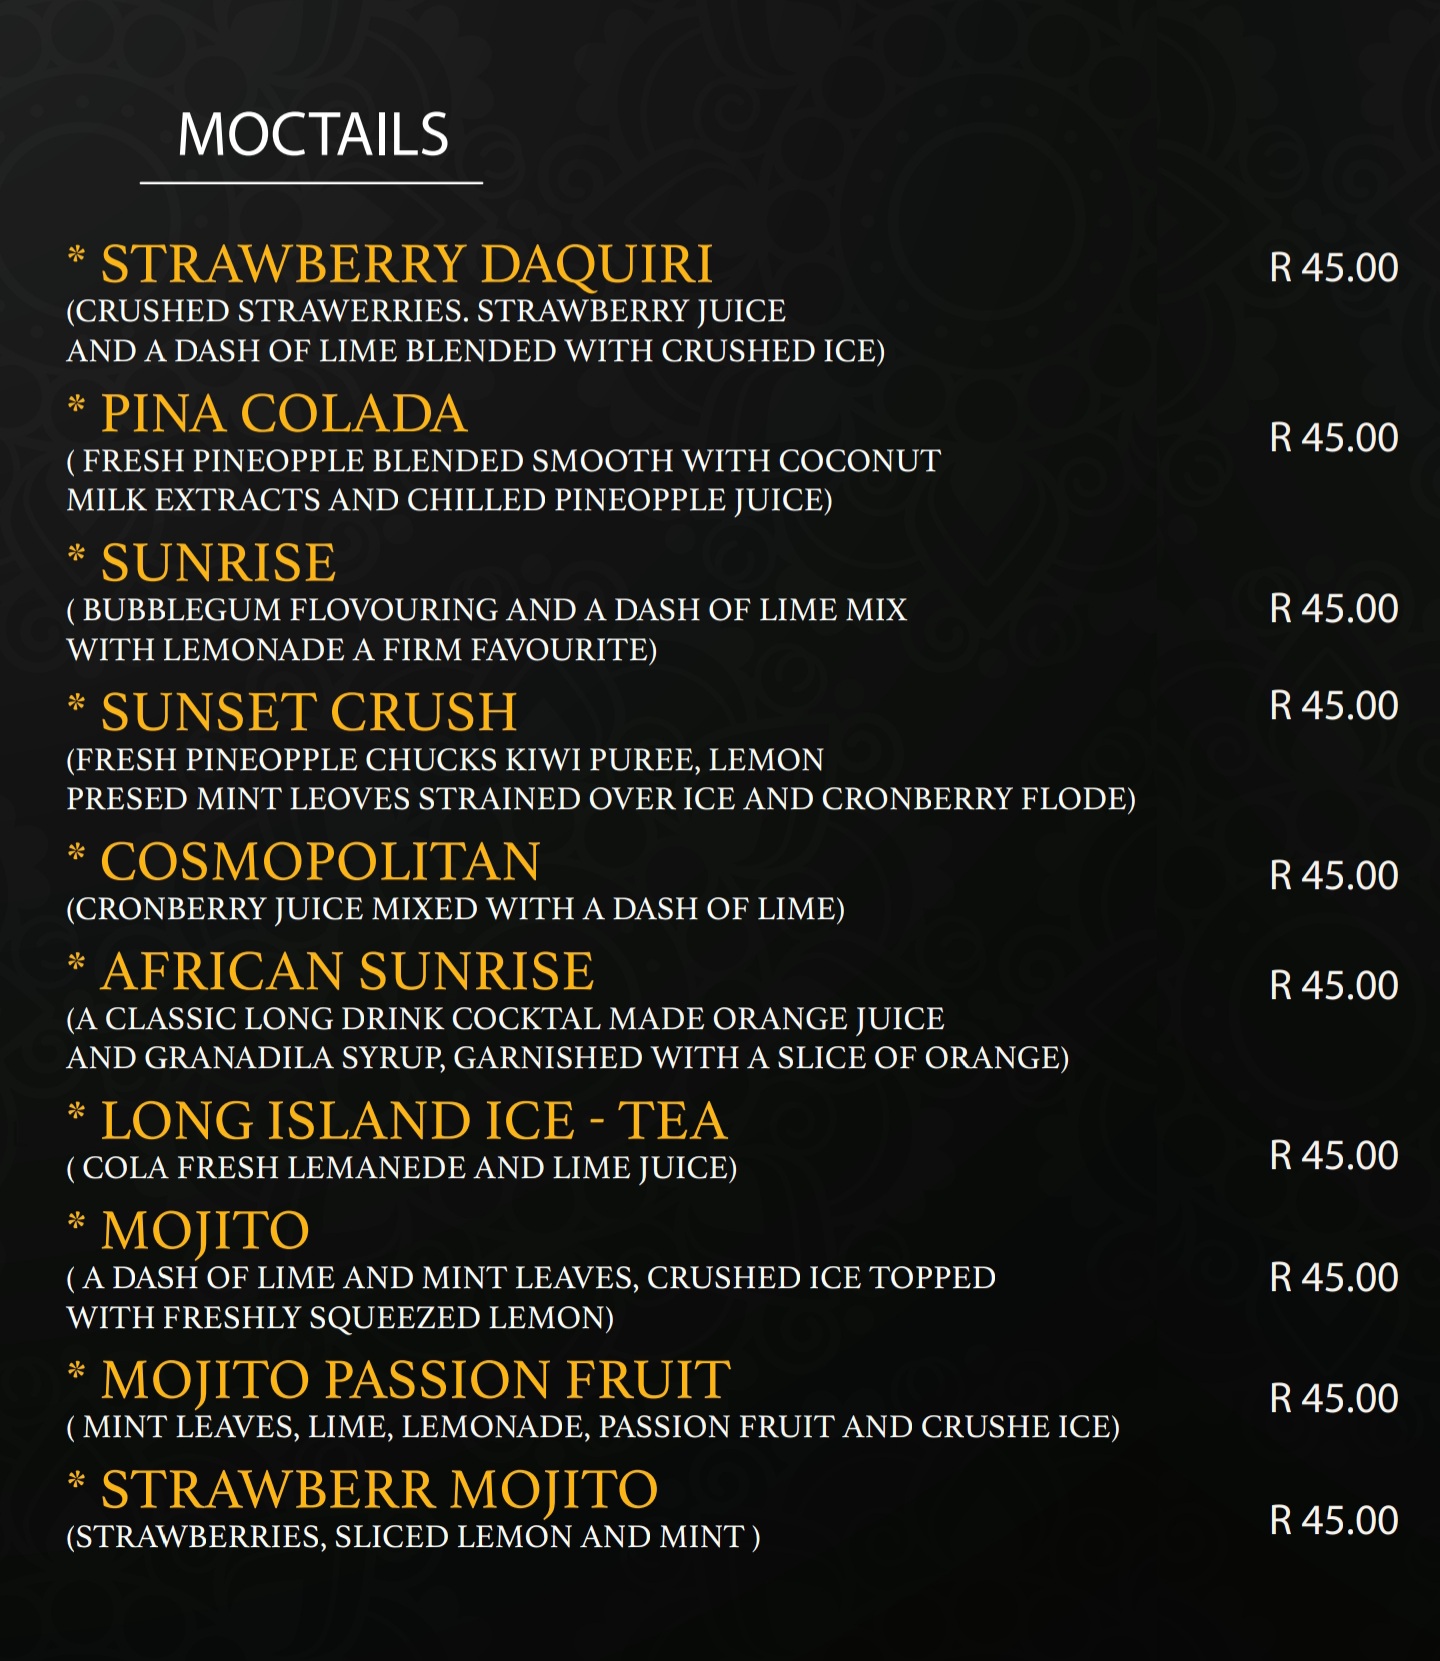 MOCTAILS
* STRAWBERRY DAQUIRI R 45.00
(CRUSHED STRAWERRIES. STRAWBERRY JUICE
AND A DASH OF LIME BLENDED WITH CRUSHED ICE)
* PINA COLADA R 45.00
( FRESH PINEOPPLE BLENDED SMOOTH WITH COCONUT
MILK EXTRACTS AND CHILLED PINEOPPLE JUICE)
* SUNRISE R 45.00
( BUBBLEGUM FLOVOURING AND A DASH OF LIME MIX
WITH LEMONADE A FIRM FAVOURITE)
* SUNSET CRUSH R 45.00
(FRESH PINEOPPLE CHUCKS KIWI PUREE, LEMON
PRESED MINT LEOVES STRAINED OVER ICE AND CRONBERRY FLODE)
* COSMOPOLITAN R 45.00
(CRONBERRY JUICE MIXED WITH A DASH OF LIME)
* AFRICAN SUNRISE R 45.00
(A CLASSIC LONG DRINK COCKTAL MADE ORANGE JUICE
AND GRANADILA SYRUP, GARNISHED WITH A SLICE OF ORANGE)
* LONG ISLAND ICE - TEA R 45.00
( COLA FRESH LEMANEDE AND LIME JUICE)
* MOJITO R 45.00
( A DASH OF LIME AND MINT LEAVES, CRUSHED ICE TOPPED
WITH FRESHLY SQUEEZED LEMON)
* MOJITO PASSION FRUIT R 45.00
( MINT LEAVES, LIME, LEMONADE, PASSION FRUIT AND CRUSHE ICE)
* STRAWBERR MOJITO R 45.00
(STRAWBERRIES, SLICED LEMON AND MINT )